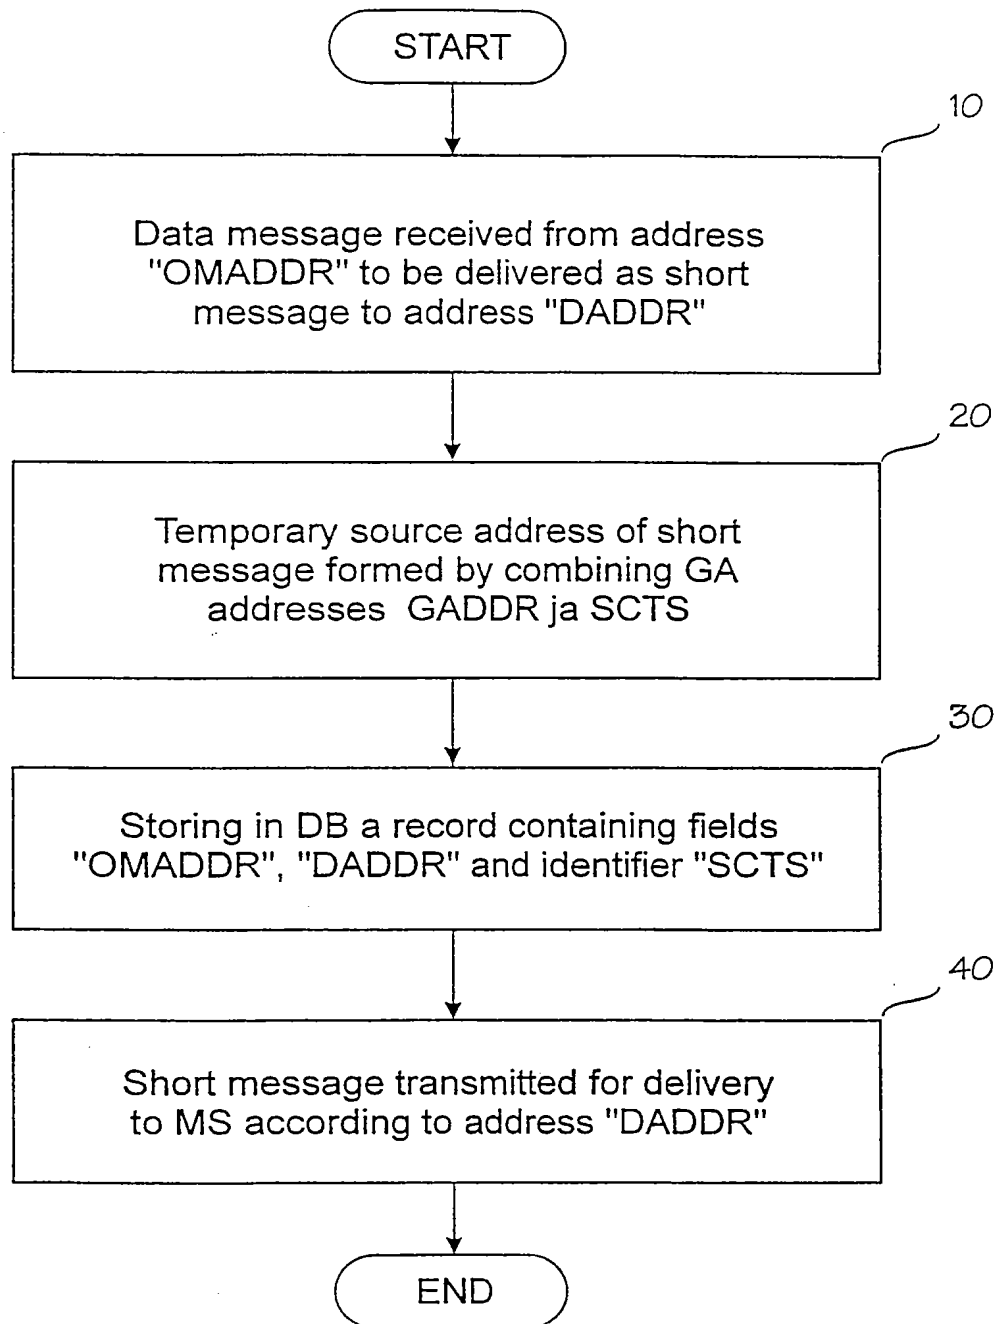 START
10
Data message received from address
"OMADDR" to be delivered as short
message to address "DADDR"
20
Temporary source address of short
message formed by combining GA
addresses GADDR ja SCTS
30
Storing in DB a record containing fields
"OMADDR", "DADDR" and identifier "SCTS"
40
Short message transmitted for delivery
to MS according to address "DADDR"
END